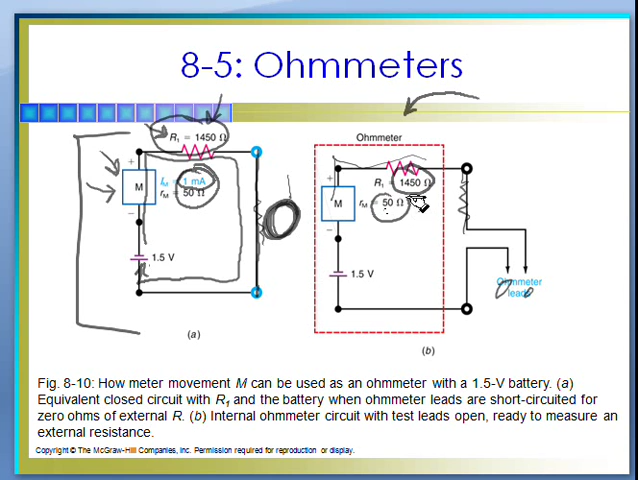 8-5: Ohmmeters
R₁ = 1450 Ω
+
M
I_M = 1 mA
r_M = 50 Ω
−
1.5 V
(a)
Ohmmeter
+
R₁ 1450 Ω
M
r_M = 50 Ω
−
1.5 V
Ohmmeter
leads
(b)
Fig. 8-10: How meter movement M can be used as an ohmmeter with a 1.5-V battery. (a)
Equivalent closed circuit with R₁ and the battery when ohmmeter leads are short-circuited for
zero ohms of external R. (b) Internal ohmmeter circuit with test leads open, ready to measure an
external resistance.
Copyright © The McGraw-Hill Companies, Inc. Permission required for reproduction or display.